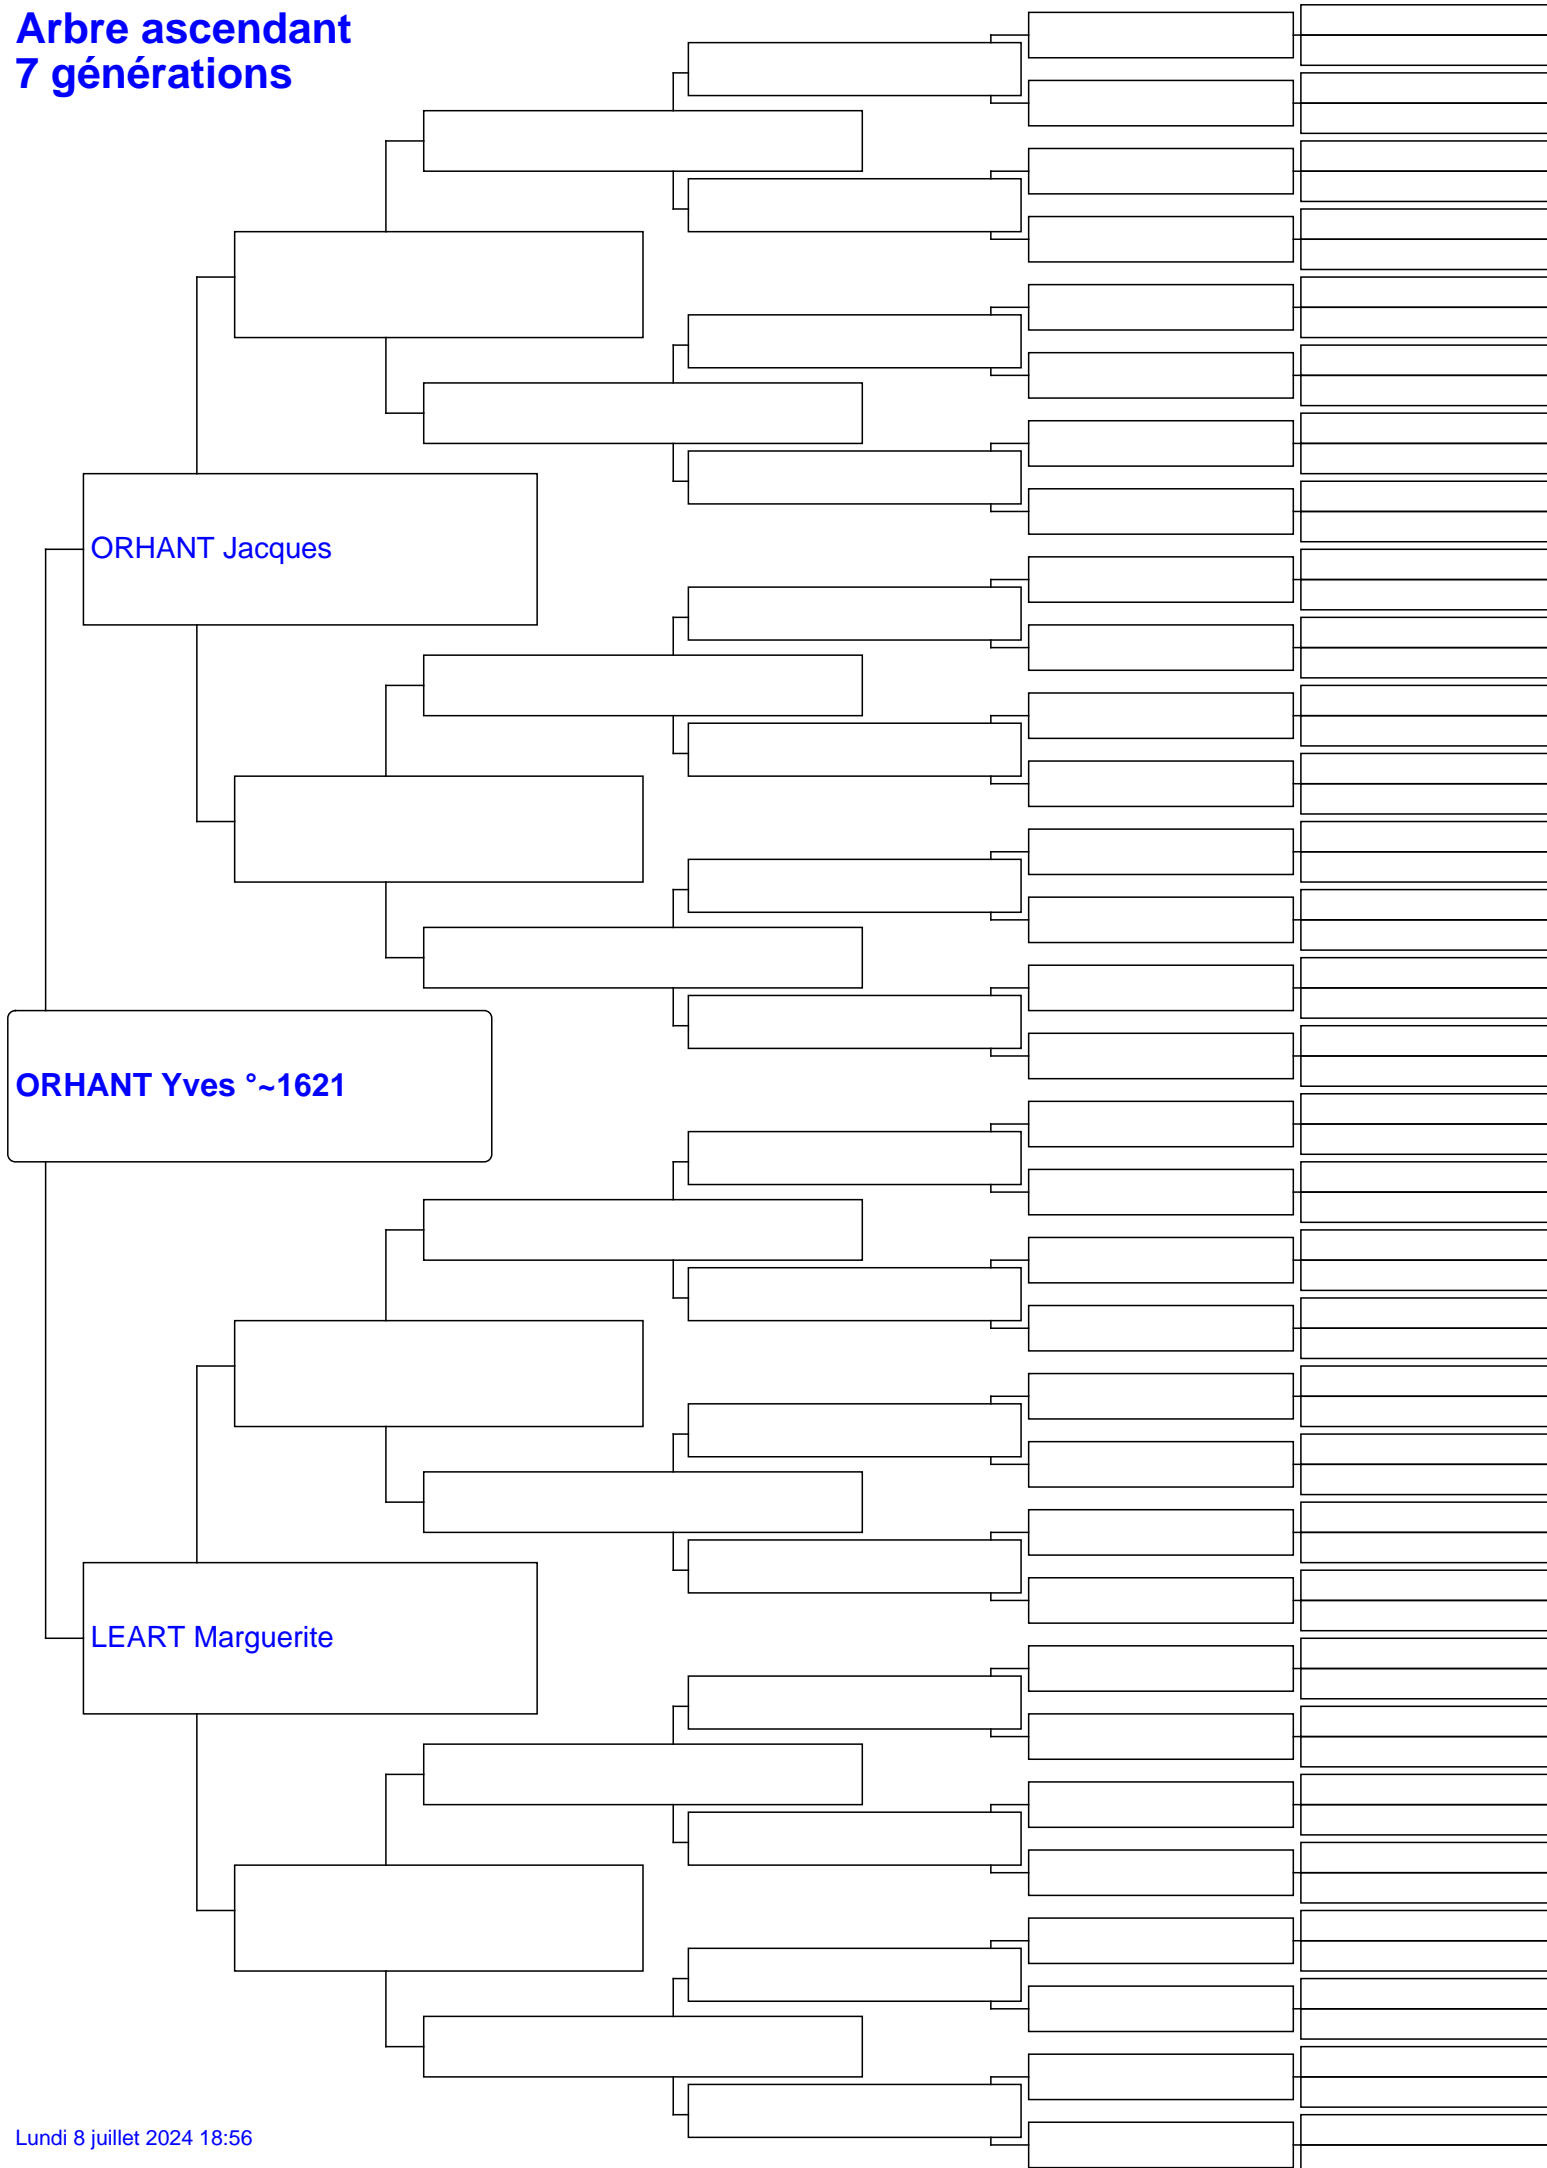 Arbre ascendant
7 générations
ORHANT Jacques
ORHANT Yves °~1621
LEART Marguerite
Lundi 8 juillet 2024 18:56